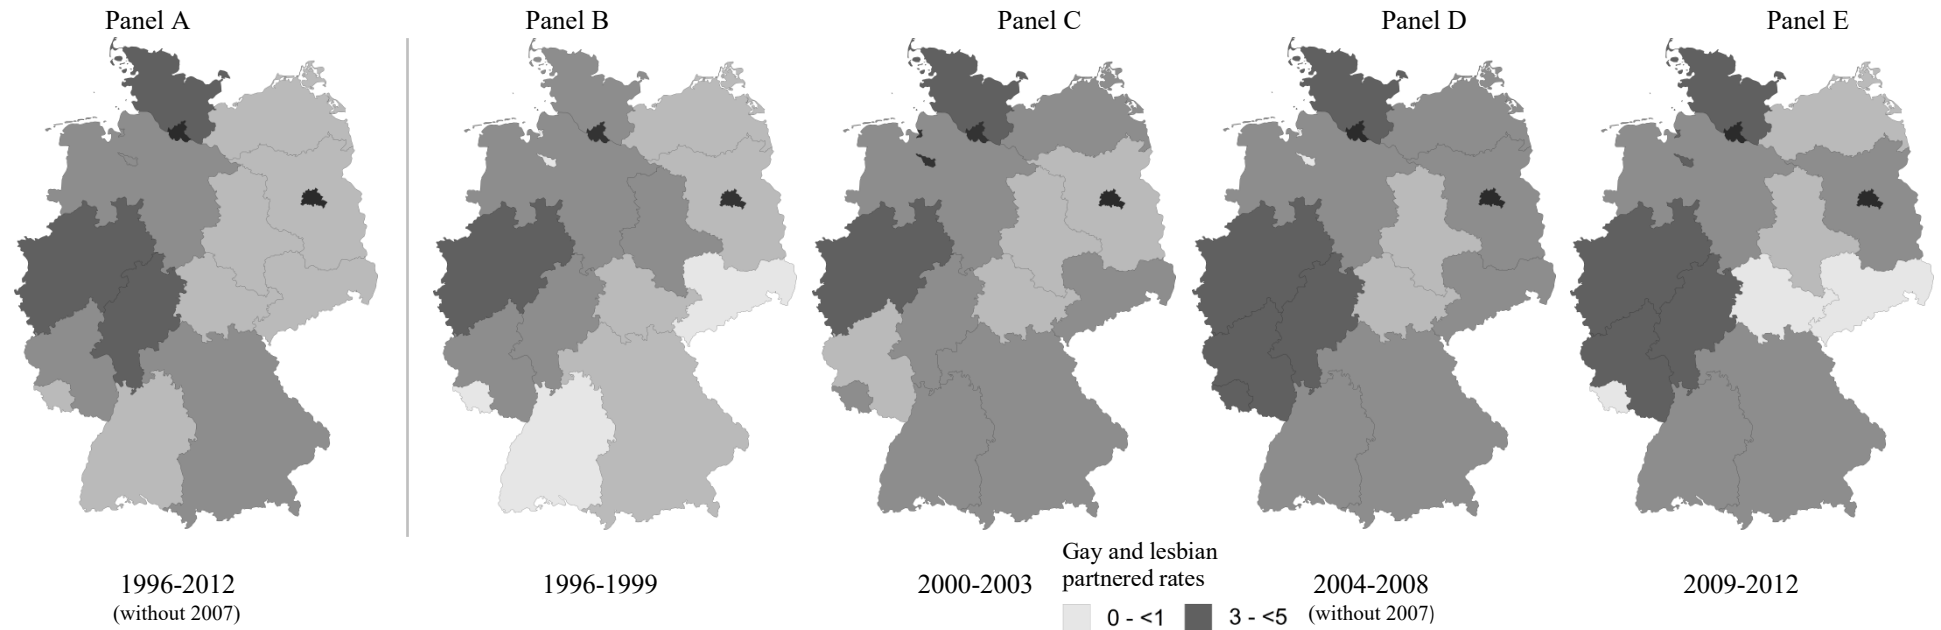 Panel A
Panel B
Panel C
Panel D
Panel E
1996-2012
(without 2007)
1996-1999
2000-2003
2004-2008
(without 2007)
2009-2012
Gay and lesbian
partnered rates
0 - <1
3 - <5